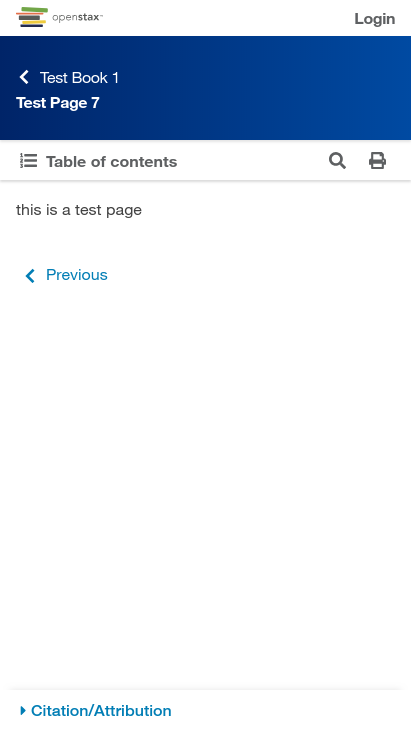 openstax™
Login
Test Book 1
Test Page 7
Table of contents
this is a test page
Previous
Citation/Attribution